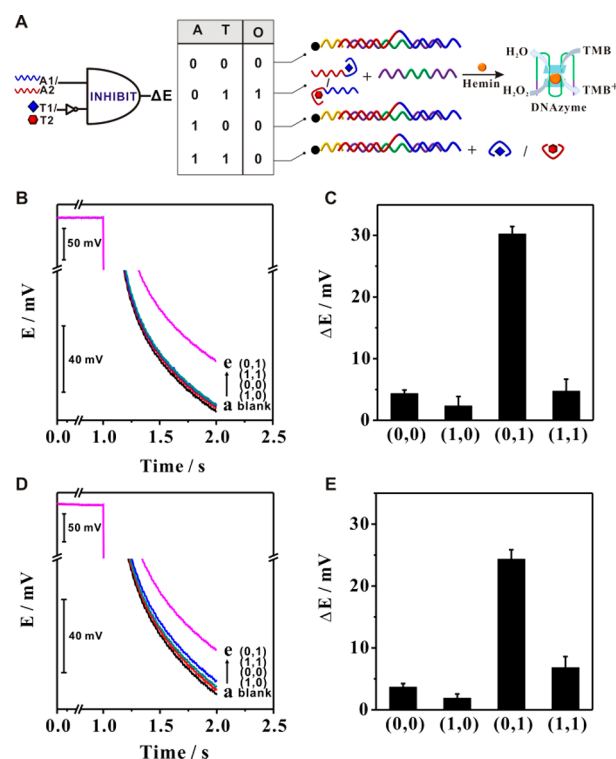 A
A1/
A2
T1/
T2
INHIBIT
ΔE
A T O
0 0 0
0 1 1
1 0 0
1 1 0
+
Hemin
H₂O
TMB
H₂O₂
TMB⁺
DNAzyme
+ /
B
E / mV
50 mV
40 mV
e (0,1)
(1,1)
(0,0)
(1,0)
a blank
0.0 1.0 1.5 2.0 2.5
Time / s
C
ΔE / mV
30
20
10
0
(0,0) (1,0) (0,1) (1,1)
D
E / mV
50 mV
40 mV
e (0,1)
(1,1)
(0,0)
(1,0)
a blank
0.0 1.0 1.5 2.0 2.5
Time / s
E
ΔE / mV
30
20
10
0
(0,0) (1,0) (0,1) (1,1)